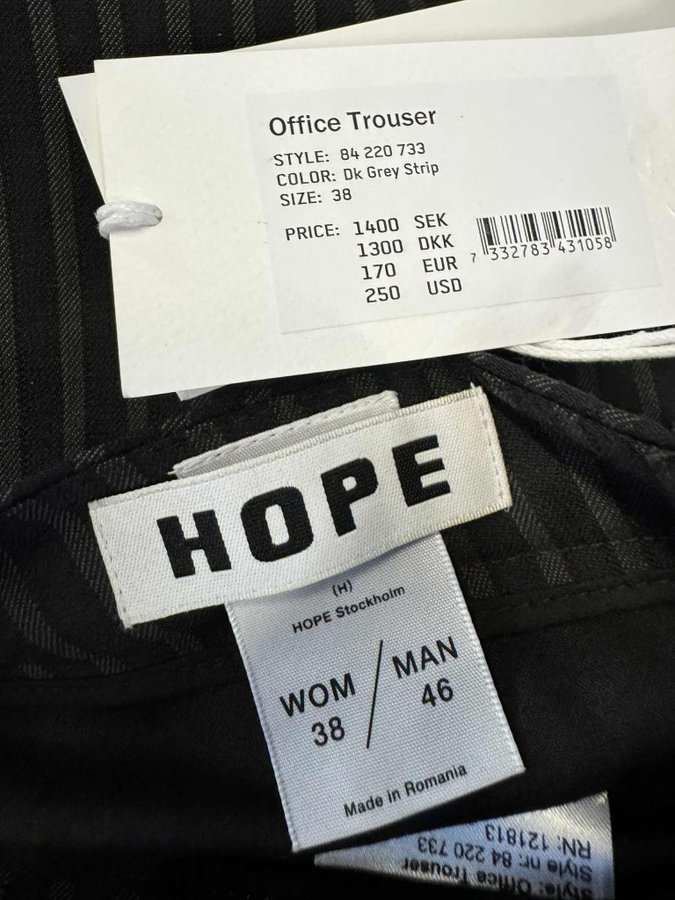 Office Trouser
STYLE: 84 220 733
COLOR: Dk Grey Strip
SIZE: 38
PRICE: 1400 SEK
1300 DKK
170 EUR
250 USD
7 332783 431058
HOPE
(H)
HOPE Stockholm
WOM / MAN
38 / 46
Made in Romania
RN: 121813
Style nr: 84 220 733
Style: Office Trouser